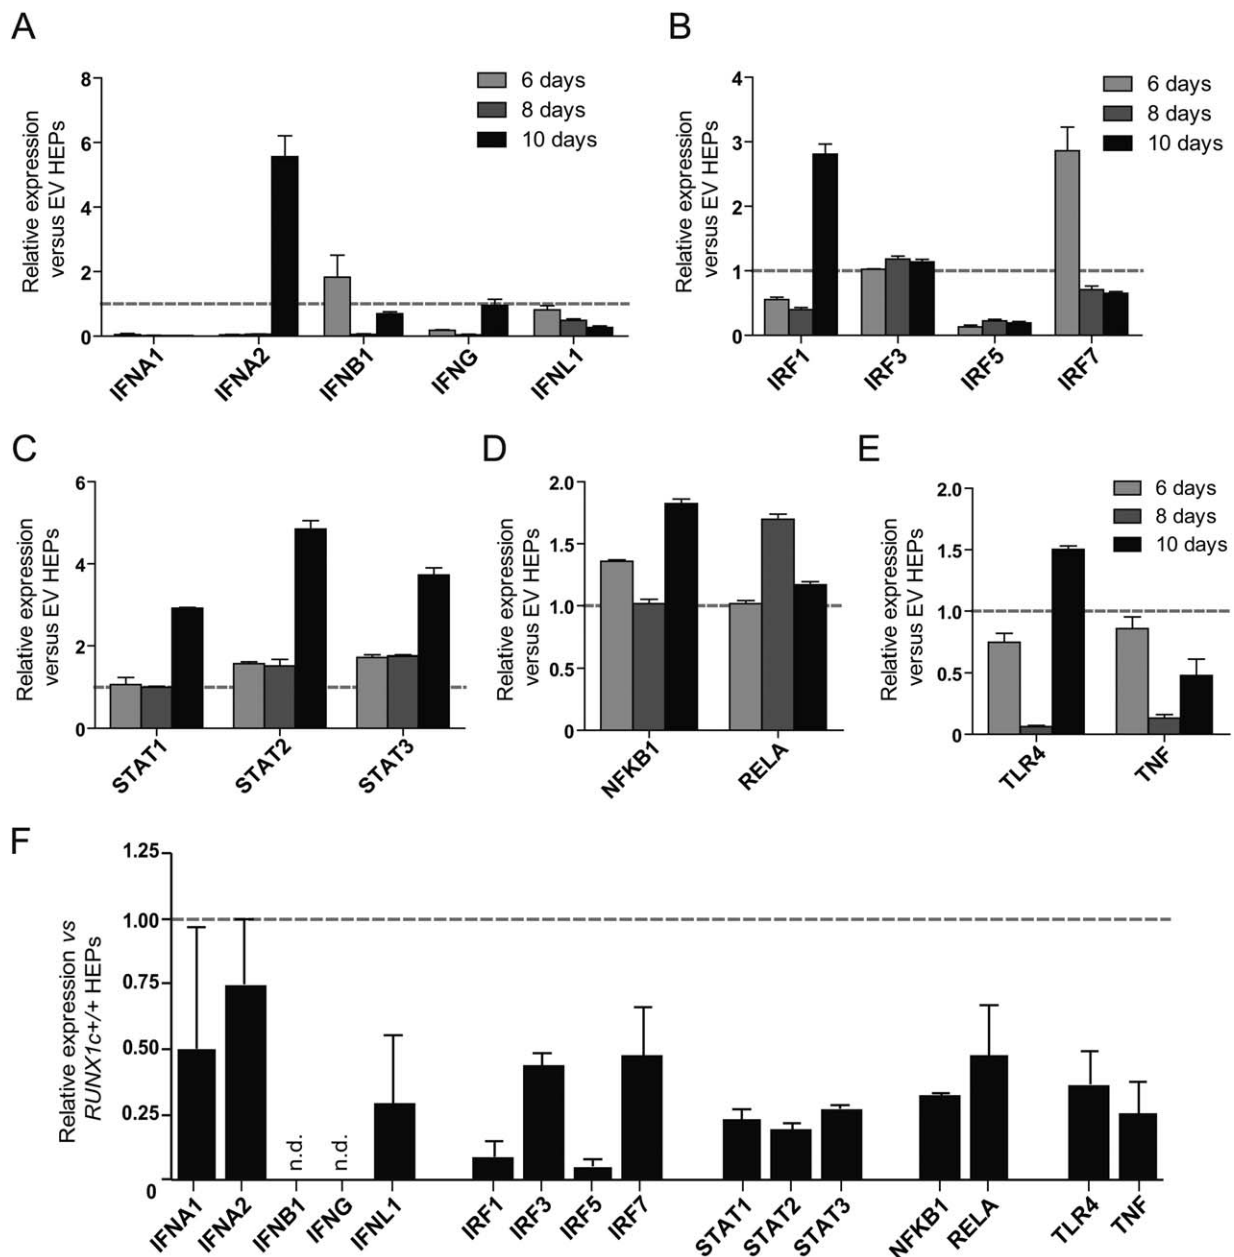 A
Relative expression
versus EV HEPs
8
6
4
2
0
6 days
8 days
10 days
IFNA1
IFNA2
IFNB1
IFNG
IFNL1
B
Relative expression
versus EV HEPs
4
3
2
1
0
6 days
8 days
10 days
IRF1
IRF3
IRF5
IRF7
C
Relative expression
versus EV HEPs
6
4
2
0
STAT1
STAT2
STAT3
D
Relative expression
versus EV HEPs
2.0
1.5
1.0
0.5
0
NFKB1
RELA
E
Relative expression
versus EV HEPs
2.0
1.5
1.0
0.5
0
6 days
8 days
10 days
TLR4
TNF
F
Relative expression vs
RUNX1c+/+ HEPs
1.25
1.00
0.75
0.50
0.25
0
n.d.
n.d.
IFNA1
IFNA2
IFNB1
IFNG
IFNL1
IRF1
IRF3
IRF5
IRF7
STAT1
STAT2
STAT3
NFKB1
RELA
TLR4
TNF